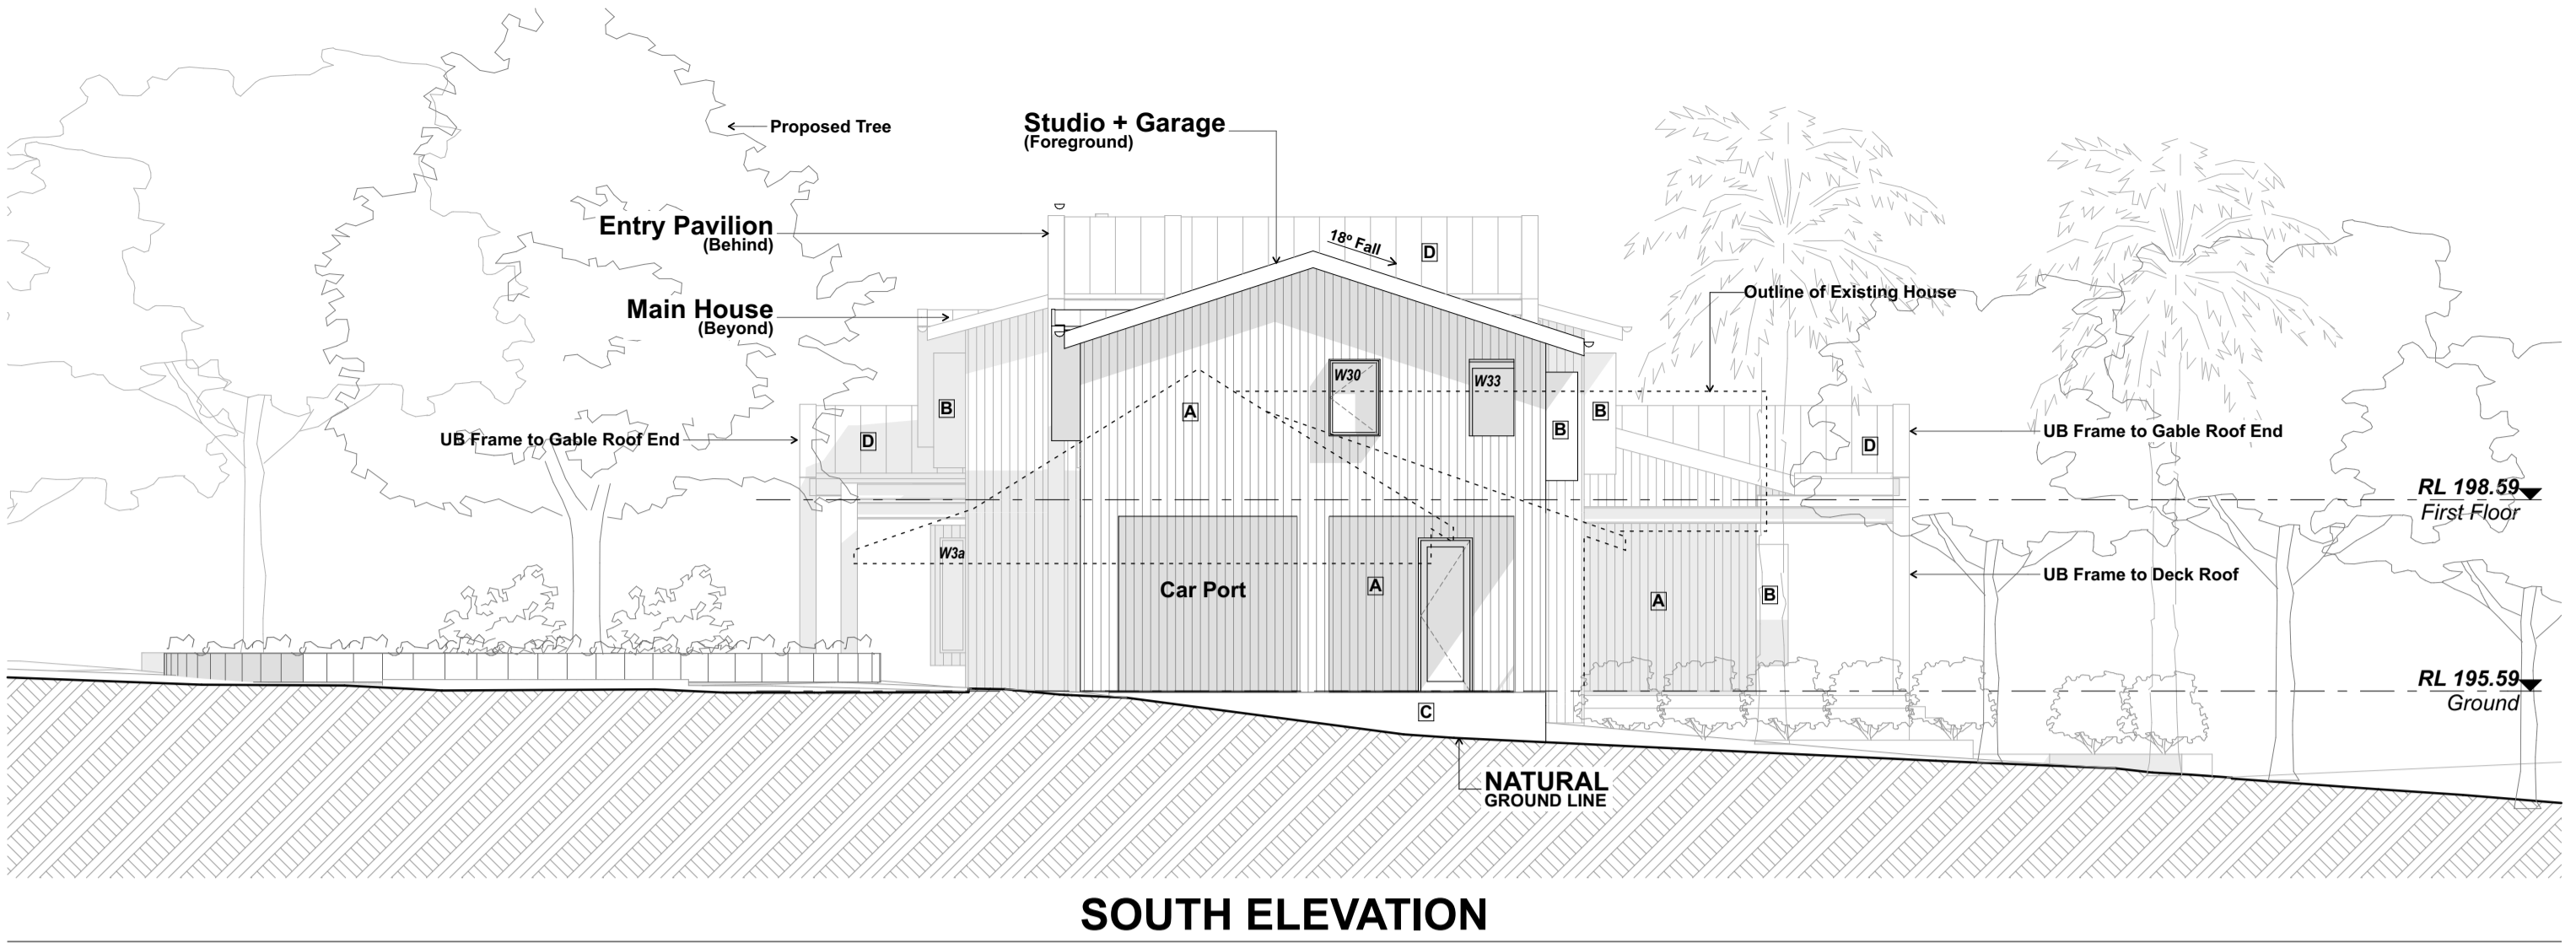 Proposed Tree
Studio + Garage
(Foreground)
Entry Pavilion
(Behind)
18º Fall
D
Outline of Existing House
Main House
(Beyond)
W30
W33
B
A
B
B
UB Frame to Gable Roof End
D
D
UB Frame to Gable Roof End
RL 198.59
First Floor
W3a
Car Port
A
A
B
UB Frame to Deck Roof
RL 195.59
Ground
C
NATURAL
GROUND LINE
SOUTH ELEVATION